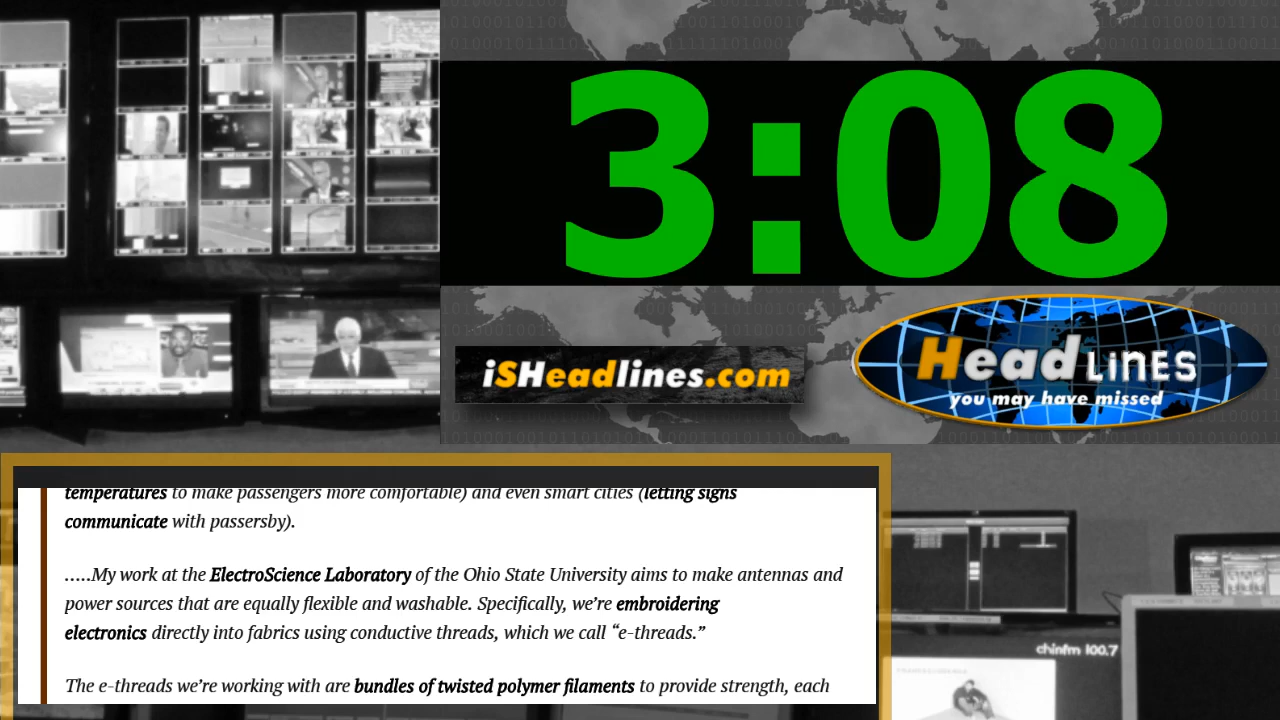 3:08
iSHeadlines.com
HeadLINES
you may have missed
temperatures to make passengers more comfortable) and even smart cities (letting signs
communicate with passersby).
…..My work at the ElectroScience Laboratory of the Ohio State University aims to make antennas and
power sources that are equally flexible and washable. Specifically, we're embroidering
electronics directly into fabrics using conductive threads, which we call “e-threads.”
The e-threads we're working with are bundles of twisted polymer filaments to provide strength, each
chinfm 100.7